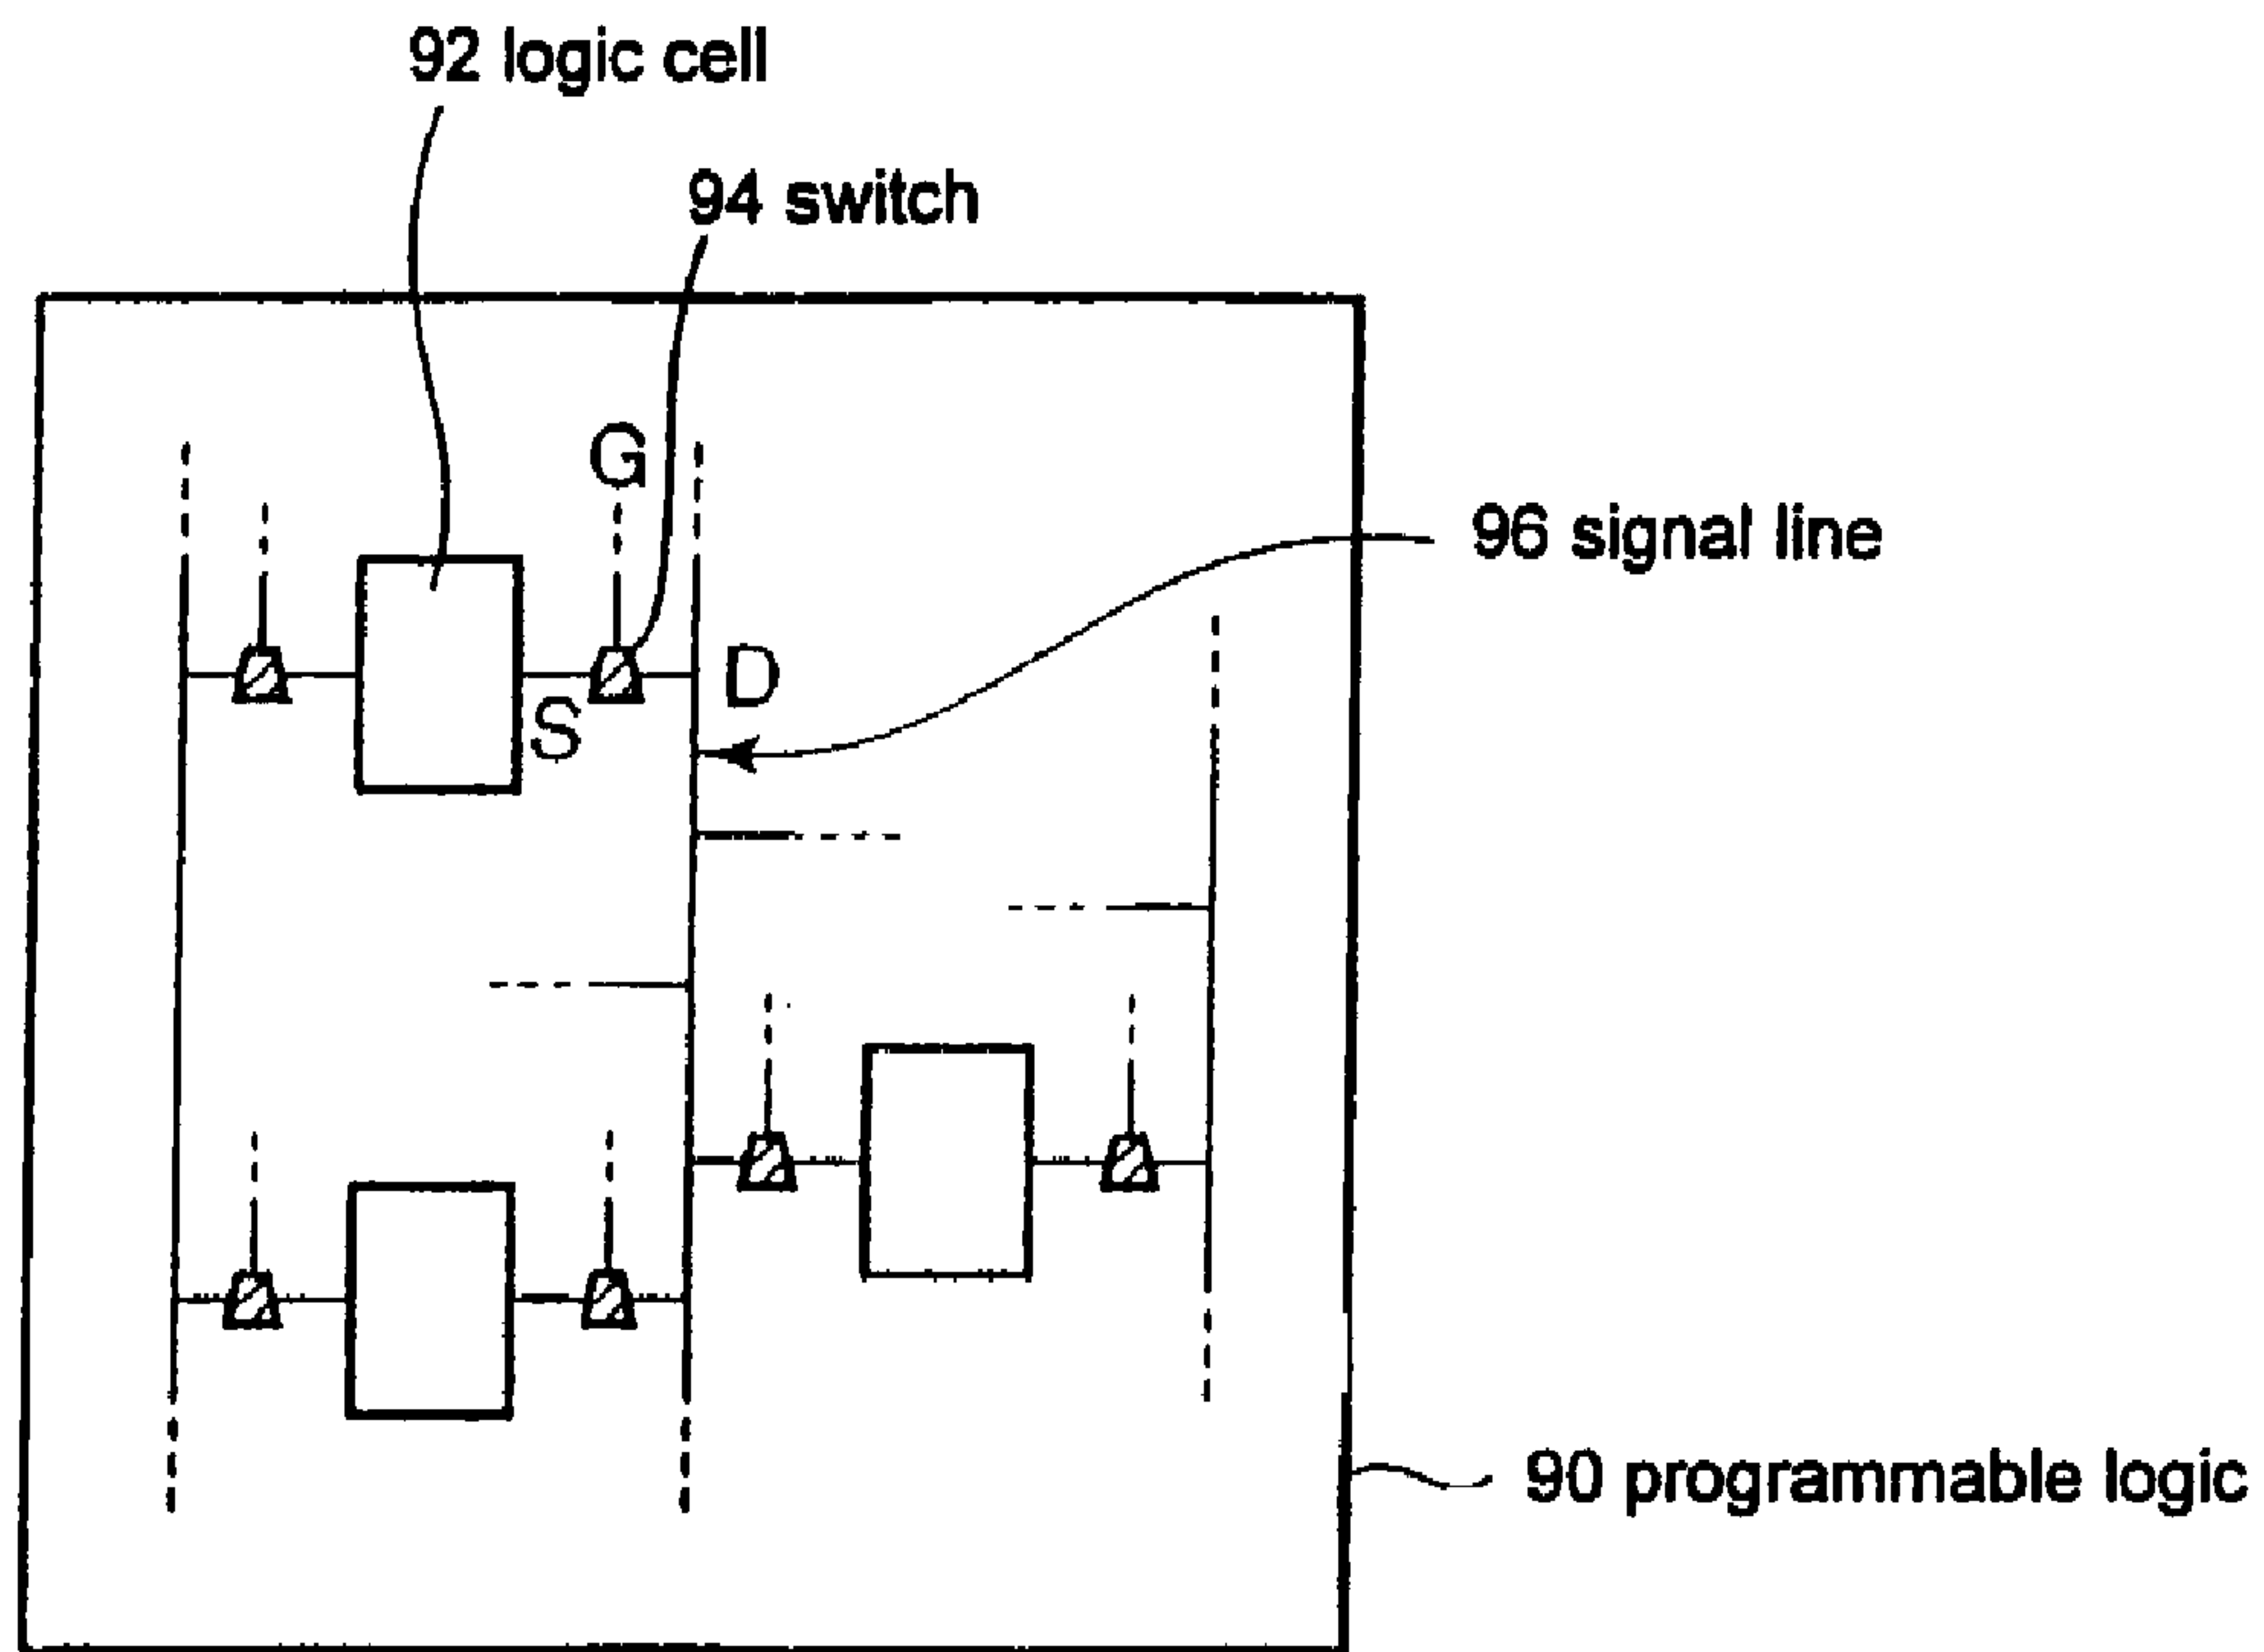 92 logic cell
94 switch
G
96 signal line
D
S
90 programmable logic